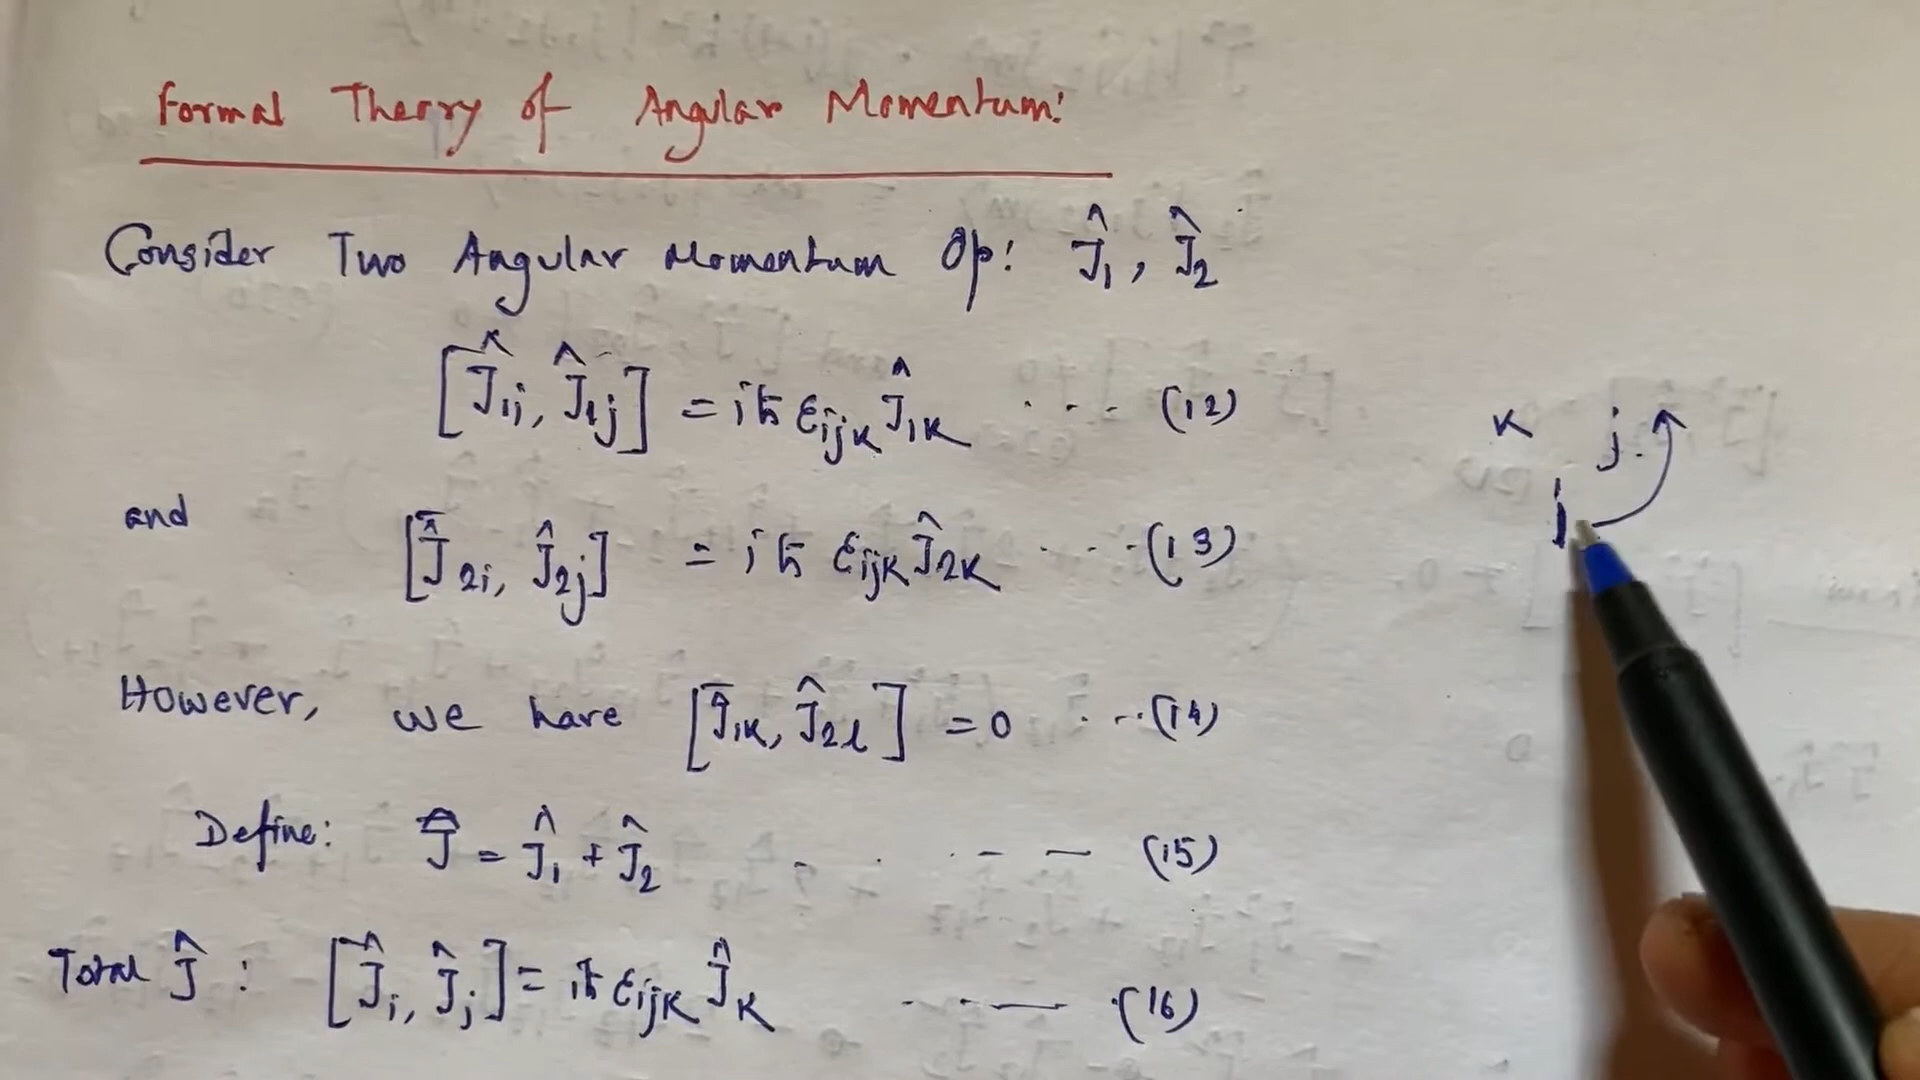 Formal Theory of Angular Momentum:
Consider Two Angular Momentum Op: Ĵ₁, Ĵ₂
[Ĵ₁ᵢ, Ĵ₁ⱼ] = iħ εᵢⱼₖ Ĵ₁ₖ ... (12)
and [Ĵ₂ᵢ, Ĵ₂ⱼ] = iħ εᵢⱼₖ Ĵ₂ₖ ... (13)
However, we have [Ĵ₁ₖ, Ĵ₂ₗ] = 0 ... (14)
Define: Ĵ = Ĵ₁ + Ĵ₂ ... (15)
Total Ĵ : [Ĵᵢ, Ĵⱼ] = iħ εᵢⱼₖ Ĵₖ ... (16)
k j
i